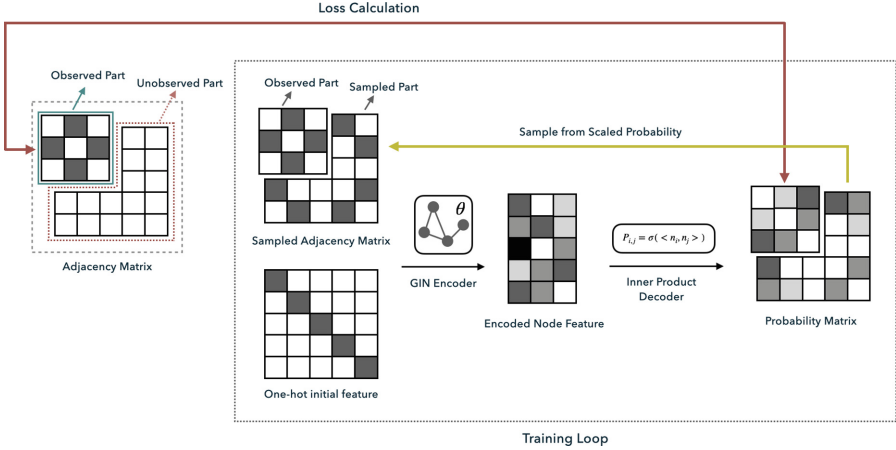 Loss Calculation
Observed Part
Unobserved Part
Adjacency Matrix
Observed Part
Sampled Part
Sample from Scaled Probability
Sampled Adjacency Matrix
θ
GIN Encoder
Encoded Node Feature
P_{i,j} = σ( < n_i, n_j > )
Inner Product
Decoder
Probability Matrix
One-hot initial feature
Training Loop